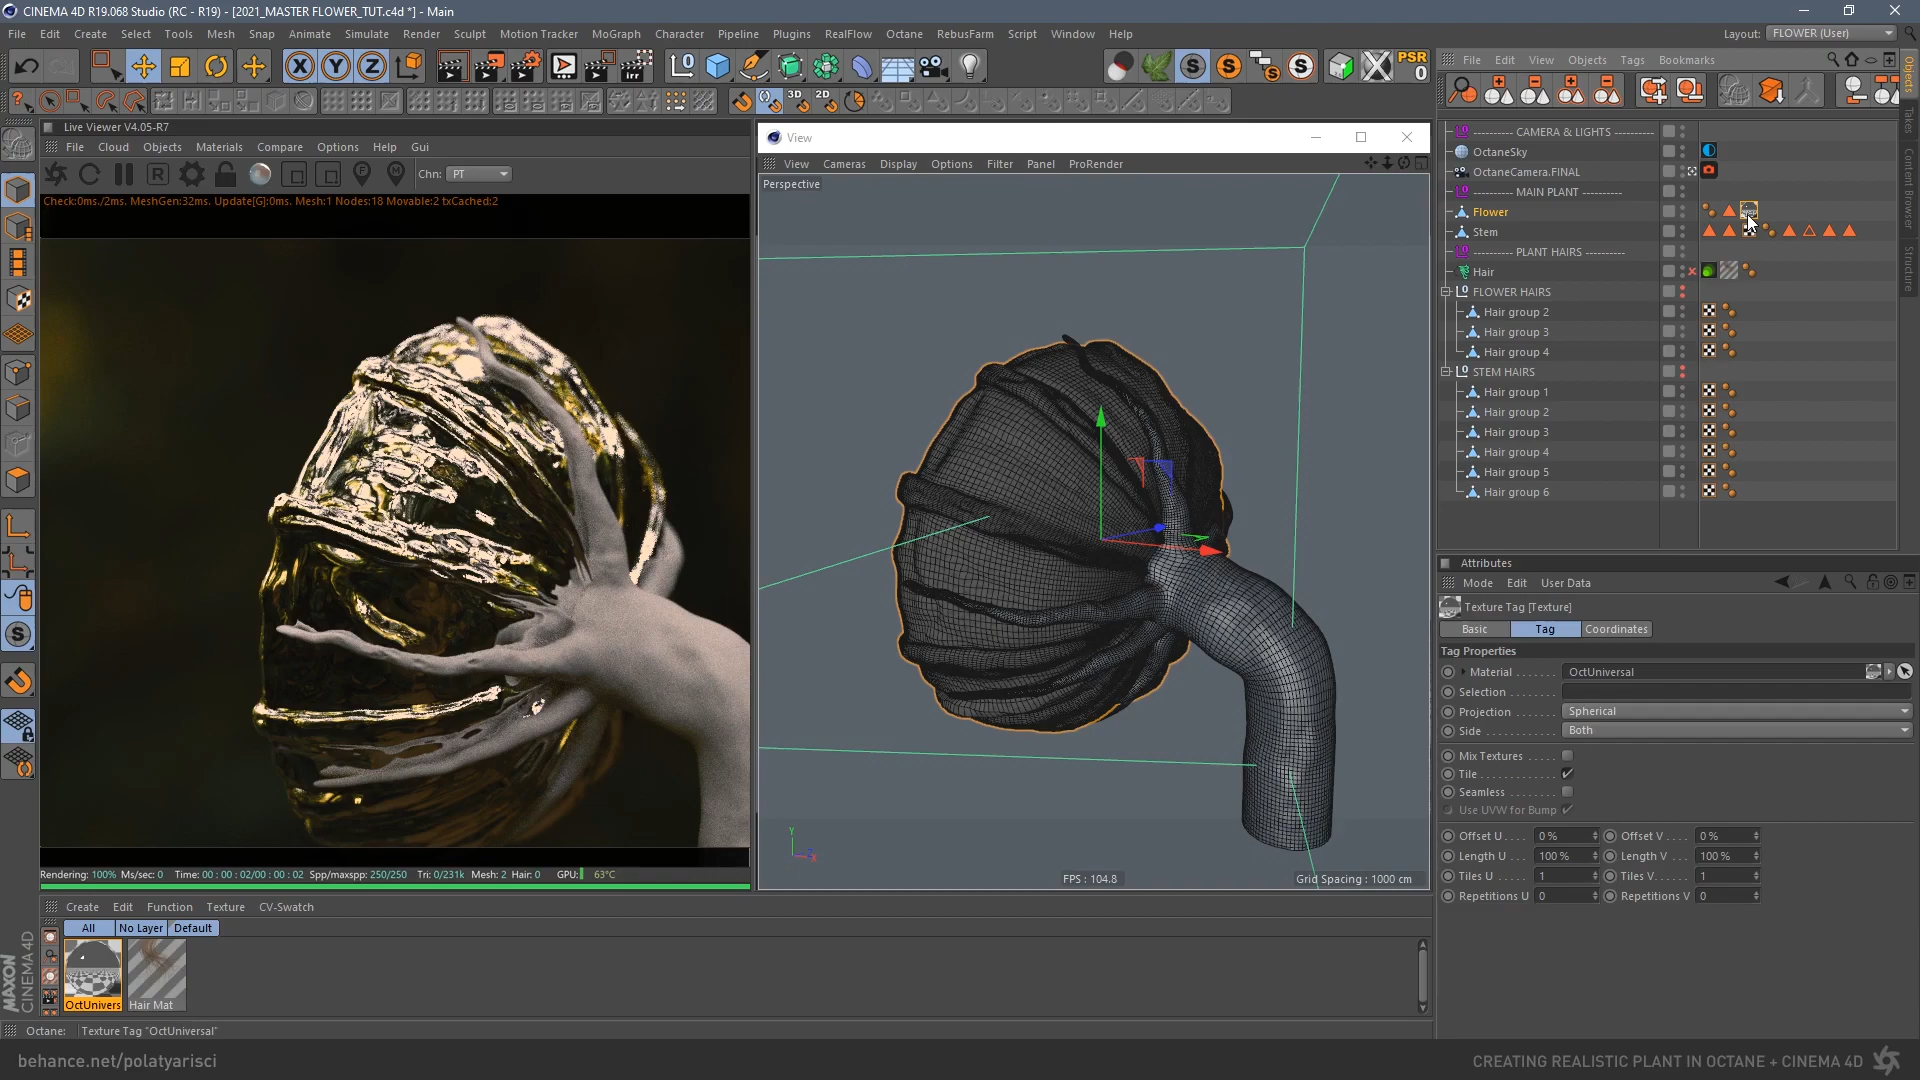 CINEMA 4D R19.068 Studio (RC - R19) - [2021_MASTER FLOWER_TUT.c4d *] - Main
File Edit Create Select Tools Mesh Snap Animate Simulate Render Sculpt Motion Tracker MoGraph Character Pipeline Plugins RealFlow Octane RebusFarm Script Window Help
Layout: FLOWER (User)
PSR
0
3D
2D
File Edit View Objects Tags Bookmarks
Objects
Takes
Content Browser
Structure
Live Viewer V4.05-R7
File Cloud Objects Materials Compare Options Help Gui
Chn: PT
Check:0ms./2ms. MeshGen:32ms. Update[G]:0ms. Mesh:1 Nodes:18 Movable:2 txCached:2
View
View Cameras Display Options Filter Panel ProRender
Perspective
FPS : 104.8
Grid Spacing : 1000 cm
Rendering: 100% Ms/sec: 0 Time: 00 : 00 : 02/00 : 00 : 02 Spp/maxspp: 250/250 Tri: 0/231k Mesh: 2 Hair: 0 GPU: 63°C
---------- CAMERA & LIGHTS ----------
OctaneSky
OctaneCamera.FINAL
---------- MAIN PLANT ----------
Flower
Stem
---------- PLANT HAIRS ----------
Hair
FLOWER HAIRS
Hair group 2
Hair group 3
Hair group 4
STEM HAIRS
Hair group 1
Hair group 2
Hair group 3
Hair group 4
Hair group 5
Hair group 6
Attributes
Mode Edit User Data
Texture Tag [Texture]
Basic Tag Coordinates
Tag Properties
Material OctUniversal
Selection
Projection Spherical
Side Both
Mix Textures
Tile
Seamless
Use UVW for Bump
Offset U 0 % Offset V 0 %
Length U 100 % Length V 100 %
Tiles U 1 Tiles V 1
Repetitions U 0 Repetitions V 0
Create Edit Function Texture CV-Swatch
All No Layer Default
OctUnivers Hair Mat
MAXON
CINEMA 4D
Octane: Texture Tag "OctUniversal"
behance.net/polatyarisci
CREATING REALISTIC PLANT IN OCTANE + CINEMA 4D